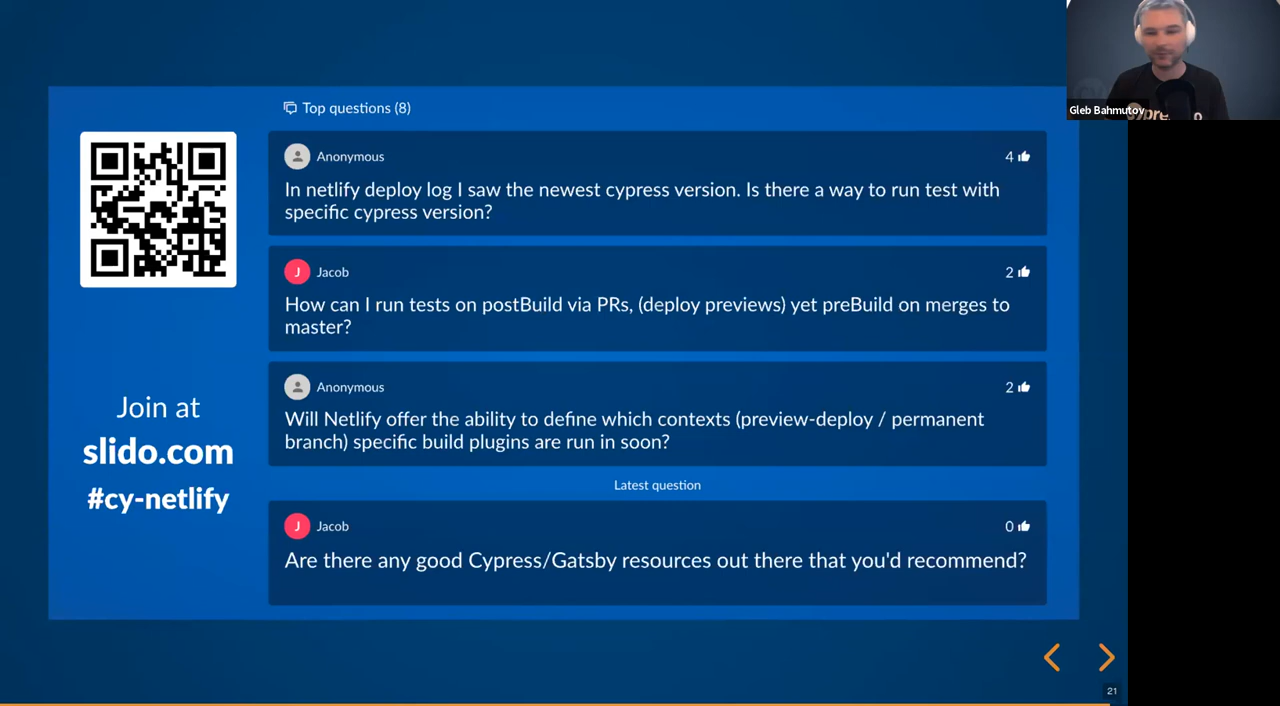 Top questions (8)
Anonymous
4
In netlify deploy log I saw the newest cypress version. Is there a way to run test with
specific cypress version?
J
Jacob
2
How can I run tests on postBuild via PRs, (deploy previews) yet preBuild on merges to
master?
Anonymous
2
Will Netlify offer the ability to define which contexts (preview-deploy / permanent
branch) specific build plugins are run in soon?
Latest question
J
Jacob
0
Are there any good Cypress/Gatsby resources out there that you'd recommend?
Join at
slido.com
#cy-netlify
Gleb Bahmutov
21